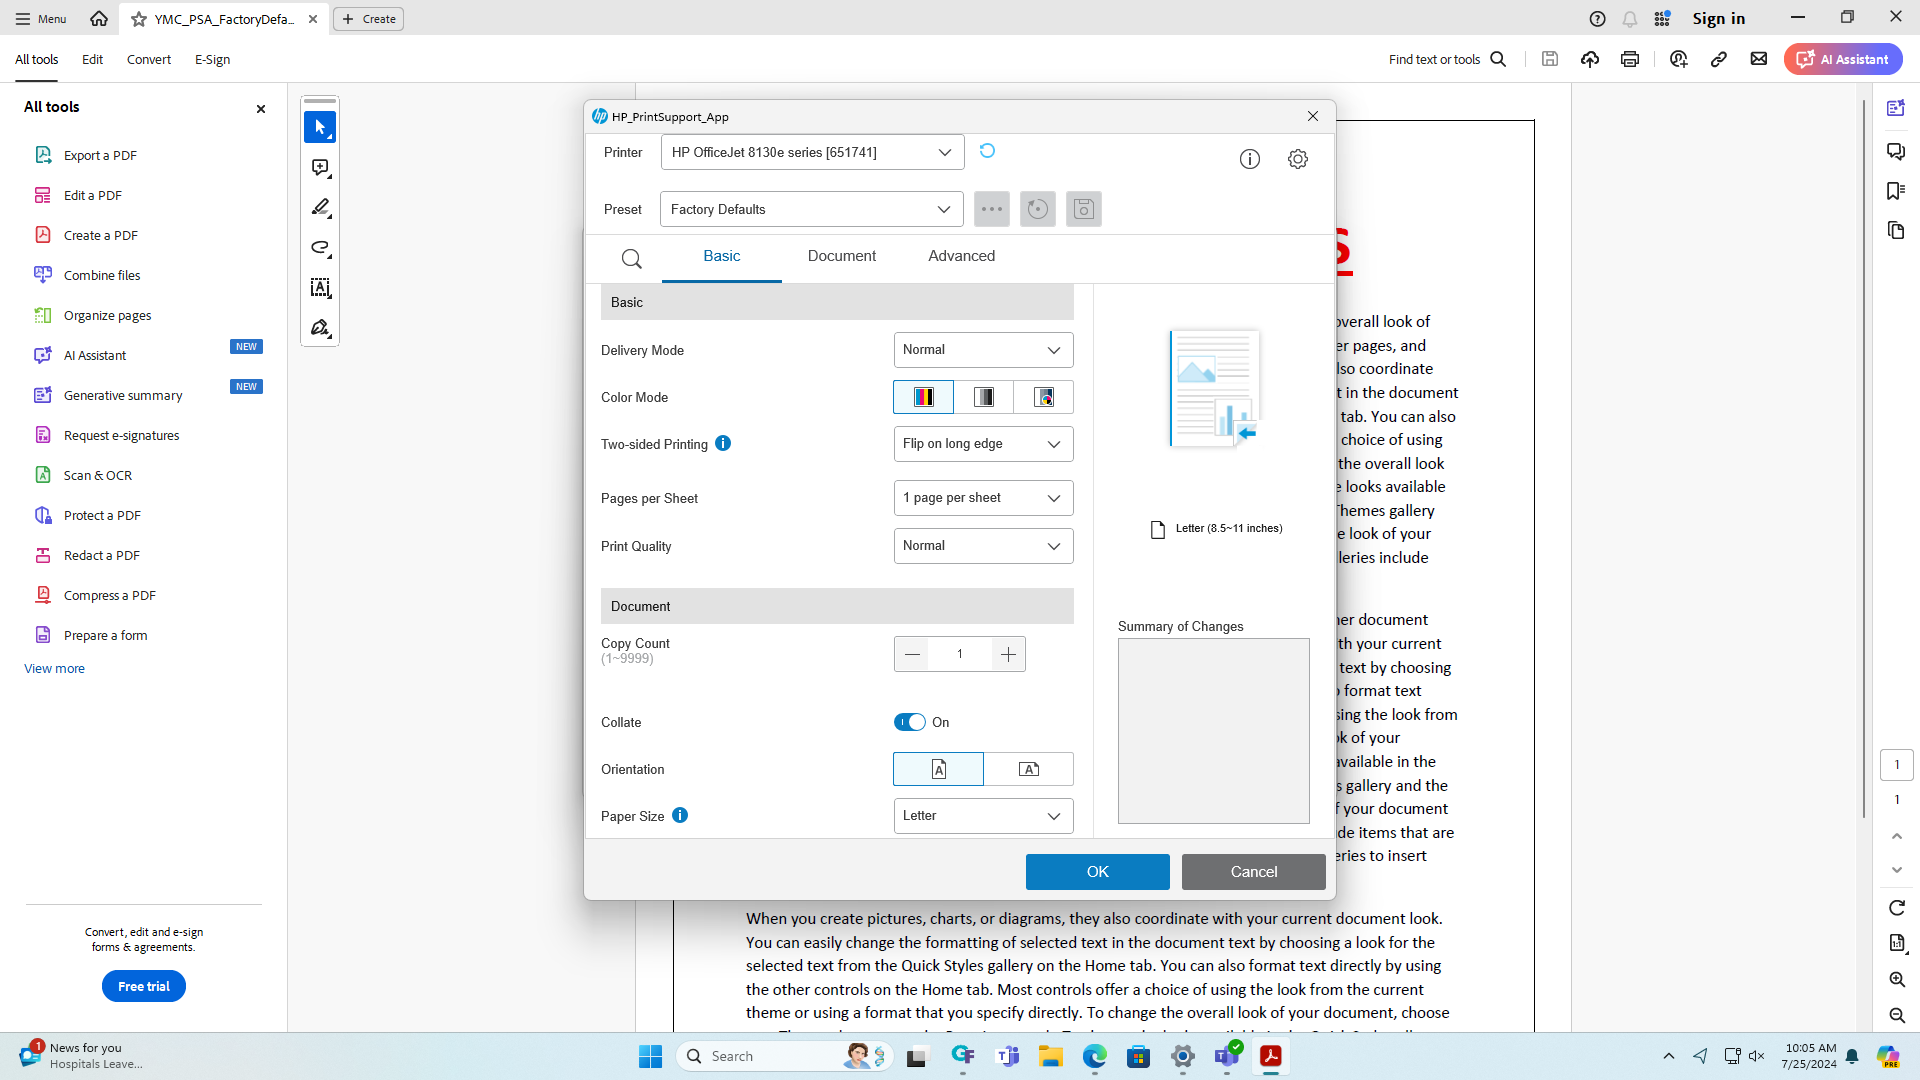 Menu
YMC_PSA_FactoryDefa...
Create
Sign in
All tools
Edit
Convert
E-Sign
Find text or tools
AI Assistant
All tools
Export a PDF
Edit a PDF
Create a PDF
Combine files
Organize pages
AI Assistant
NEW
Generative summary
NEW
Request e-signatures
Scan & OCR
Protect a PDF
Redact a PDF
Compress a PDF
Prepare a form
View more
Convert, edit and e-sign
forms & agreements.
Free trial
HP_PrintSupport_App
Printer
HP OfficeJet 8130e series [651741]
Preset
Factory Defaults
Basic
Document
Advanced
Basic
Delivery Mode
Normal
Color Mode
Two-sided Printing
Flip on long edge
Pages per Sheet
1 page per sheet
Print Quality
Normal
Document
Copy Count
(1~9999)
1
Collate
On
Orientation
Paper Size
Letter
Letter (8.5~11 inches)
Summary of Changes
OK
Cancel
S
overall look of
er pages, and
lso coordinate
t in the document
tab. You can also
choice of using
the overall look
e looks available
Themes gallery
e look of your
lleries include
her document
th your current
text by choosing
o format text
sing the look from
ok of your
available in the
s gallery and the
f your document
de items that are
eries to insert
When you create pictures, charts, or diagrams, they also coordinate with your current document look.
You can easily change the formatting of selected text in the document text by choosing a look for the
selected text from the Quick Styles gallery on the Home tab. You can also format text directly by using
the other controls on the Home tab. Most controls offer a choice of using the look from the current
theme or using a format that you specify directly. To change the overall look of your document, choose
1
1
1
News for you
Hospitals Leave...
Search
10:05 AM
7/25/2024
PRE